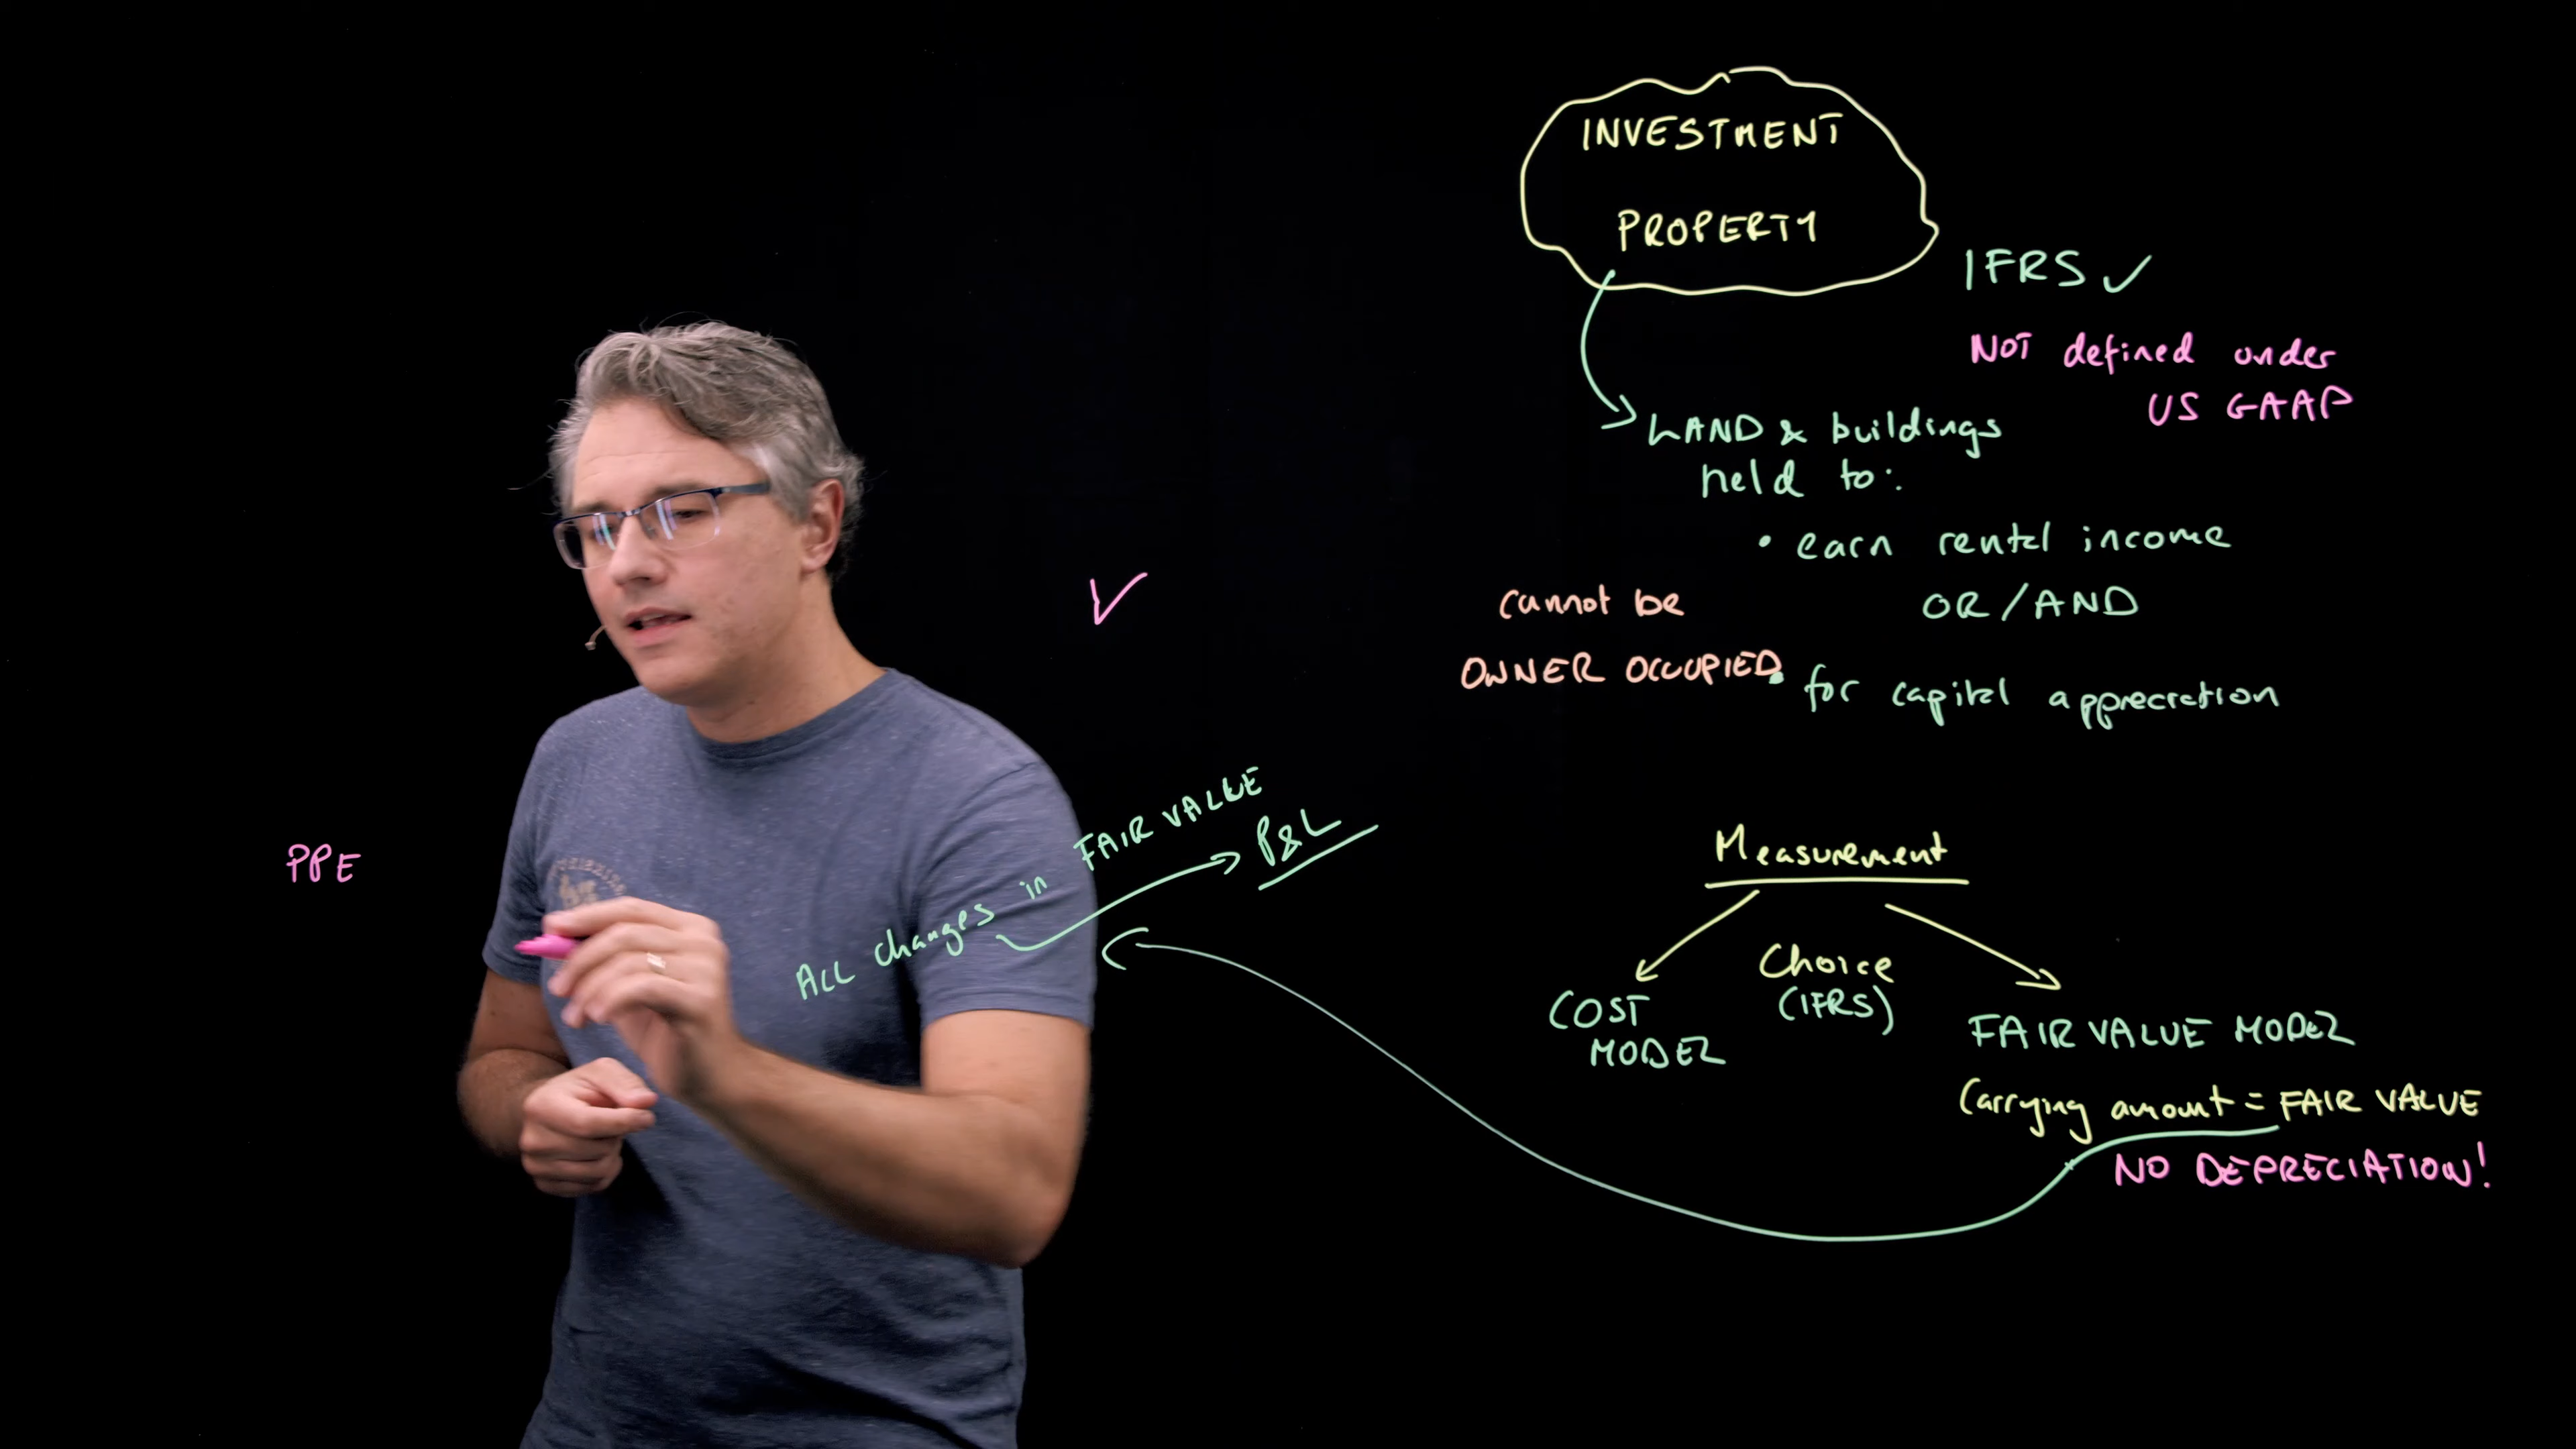 INVESTMENT
PROPERTY
IFRS ✓
NOT defined under
US GAAP
LAND & buildings
held to:
• earn rental income
OR/AND
• for capital appreciation
cannot be
OWNER OCCUPIED
✓
PPE
ALL changes in FAIR VALUE
P&L
Measurement
Choice
(IFRS)
COST
MODEL
FAIR VALUE MODEL
Carrying amount = FAIR VALUE
NO DEPRECIATION!